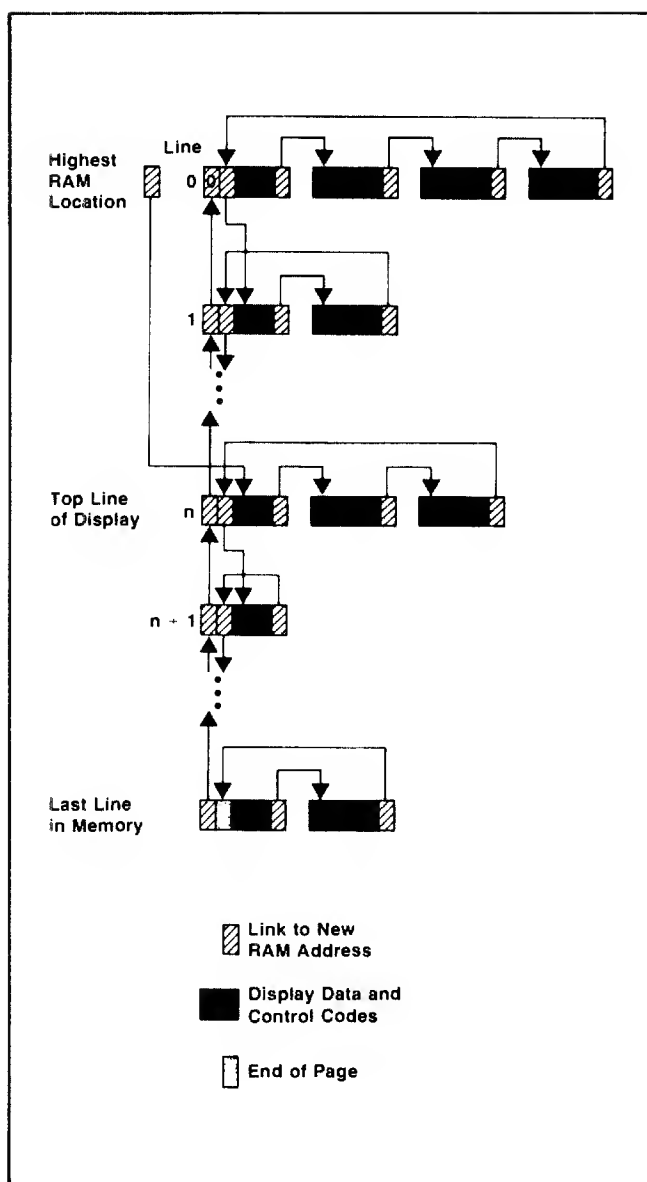 Line
Highest
RAM
Location
0
0
1
Top Line
of Display
n
n + 1
Last Line
in Memory
Link to New
RAM Address
Display Data and
Control Codes
End of Page